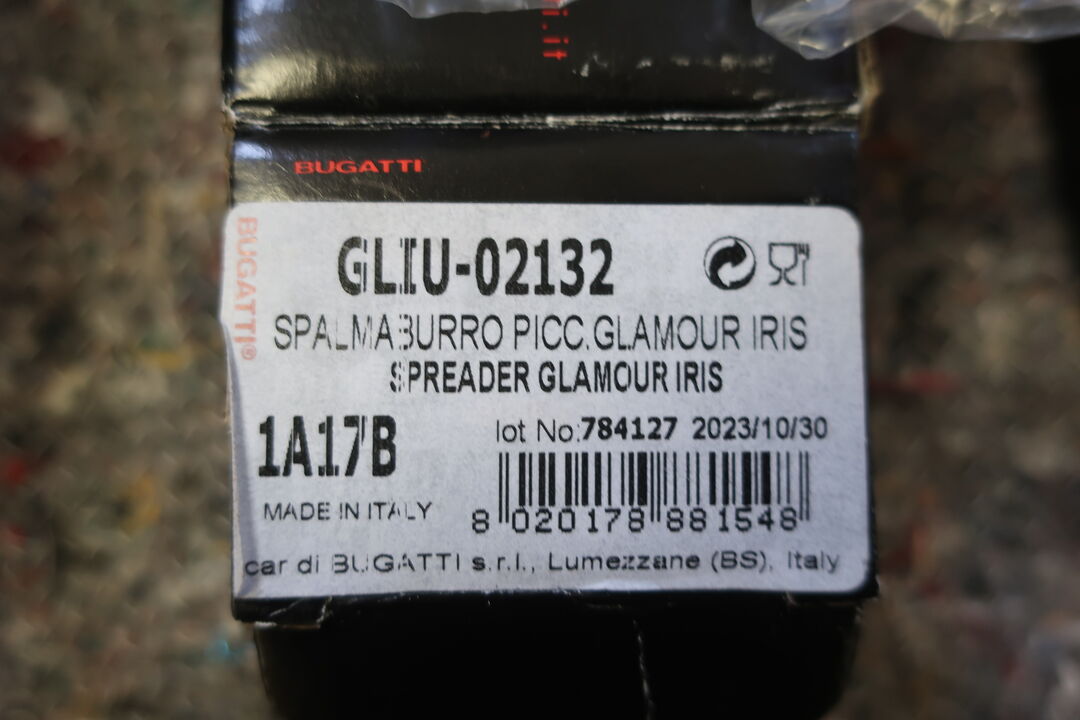 i.it
BUGATTI
BUGATTI®
GLIU-02132
SPALMABURRO PICC.GLAMOUR IRIS
SPREADER GLAMOUR IRIS
1A17B
lot No:784127 2023/10/30
MADE IN ITALY
8 020178 881548
car di BUGATTI s.r.l., Lumezzane (BS), Italy